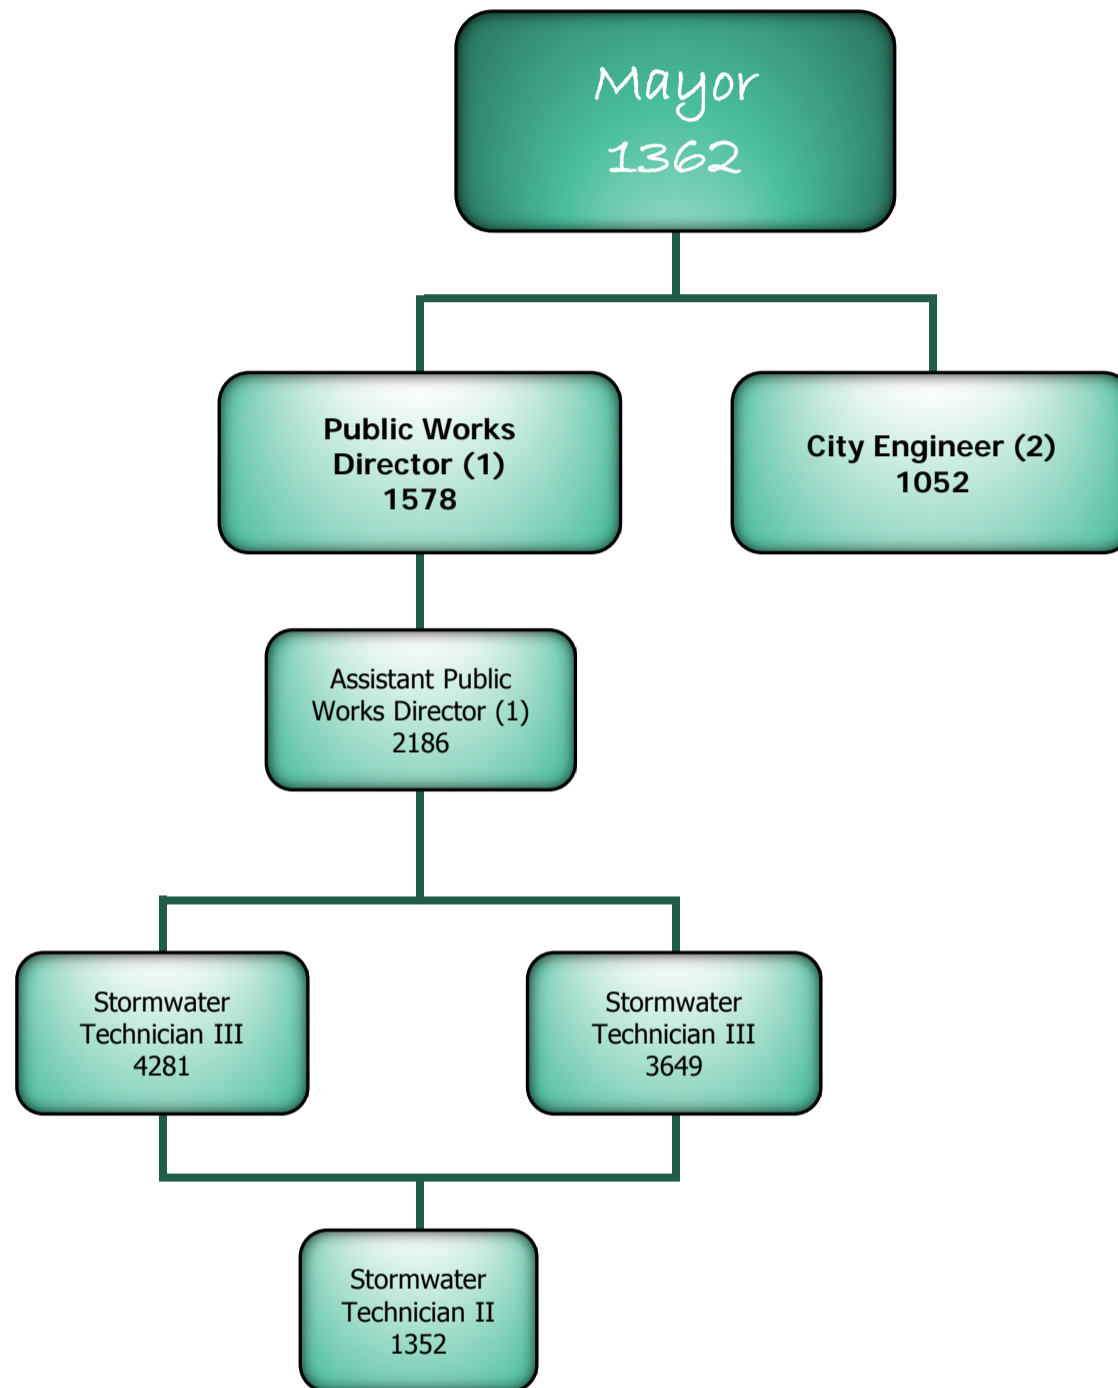 Mayor
1362
Public Works
Director (1)
1578
City Engineer (2)
1052
Assistant Public
Works Director (1)
2186
Stormwater
Technician III
4281
Stormwater
Technician III
3649
Stormwater
Technician II
1352